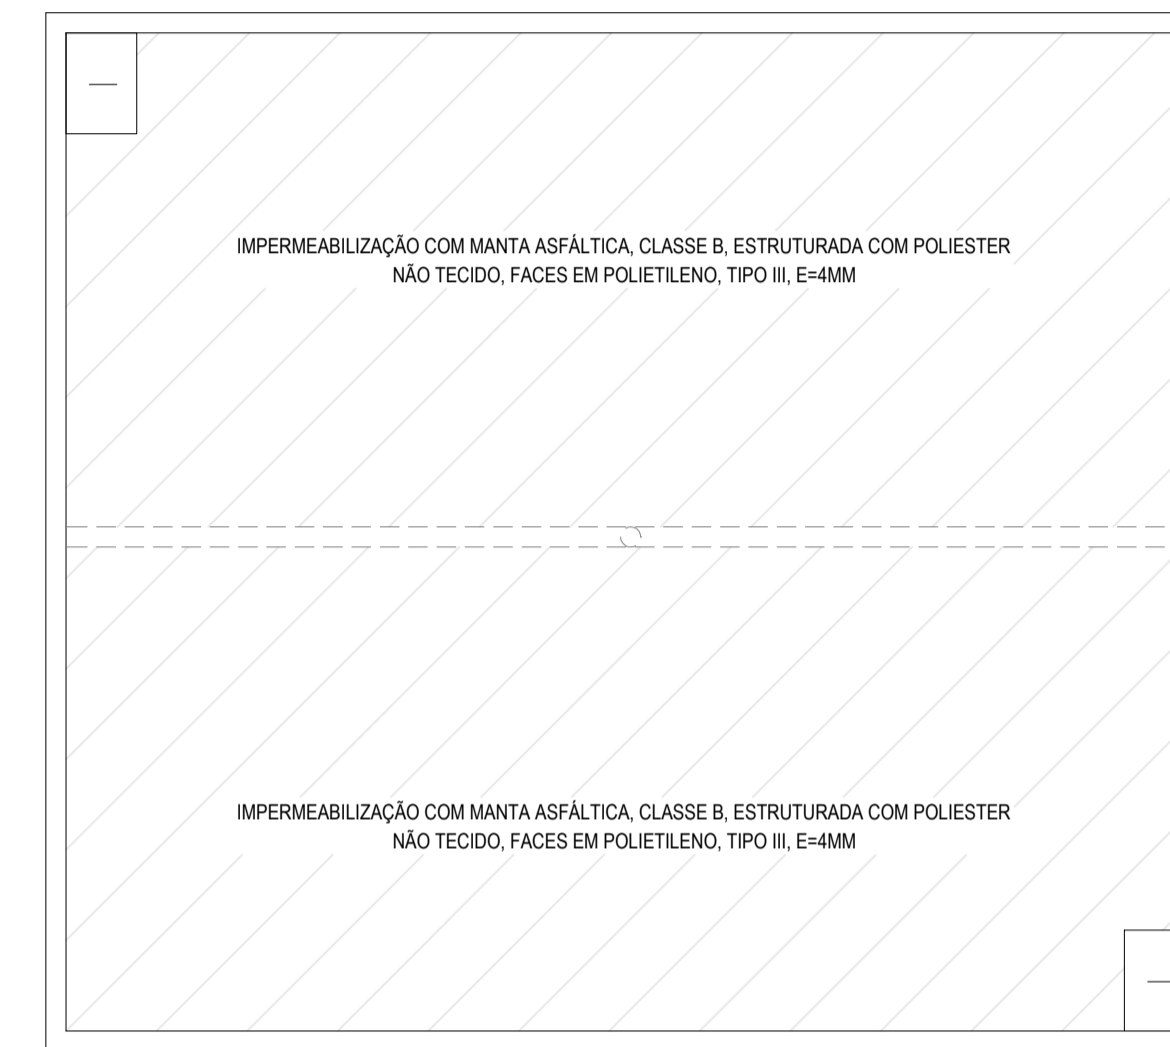 IMPERMEABILIZAÇÃO COM MANTA ASFÁLTICA, CLASSE B, ESTRUTURADA COM POLIESTER
NÃO TECIDO, FACES EM POLIETILENO, TIPO III, E=4MM
IMPERMEABILIZAÇÃO COM MANTA ASFÁLTICA, CLASSE B, ESTRUTURADA COM POLIESTER
NÃO TECIDO, FACES EM POLIETILENO, TIPO III, E=4MM